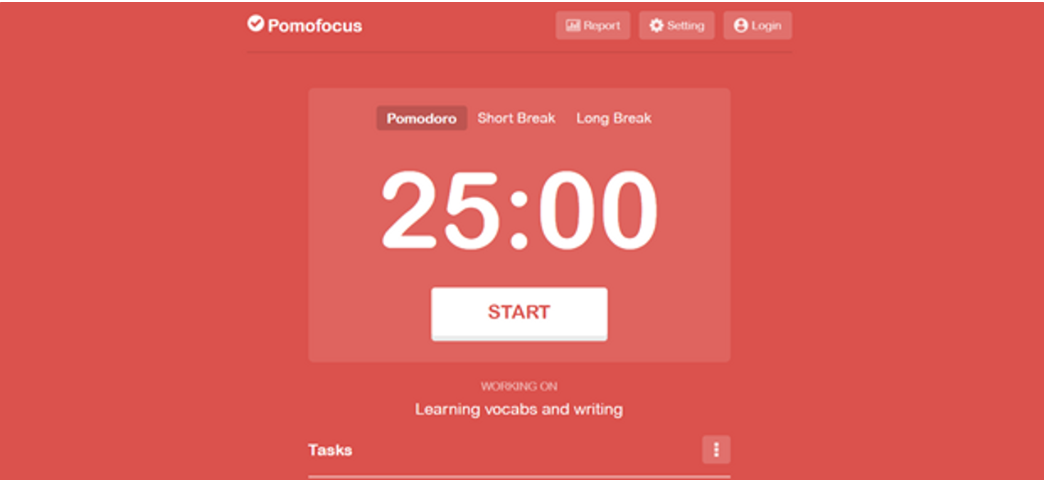 Pomofocus
Report
Setting
Login
Pomodoro Short Break Long Break
25:00
START
WORKING ON
Learning vocabs and writing
Tasks